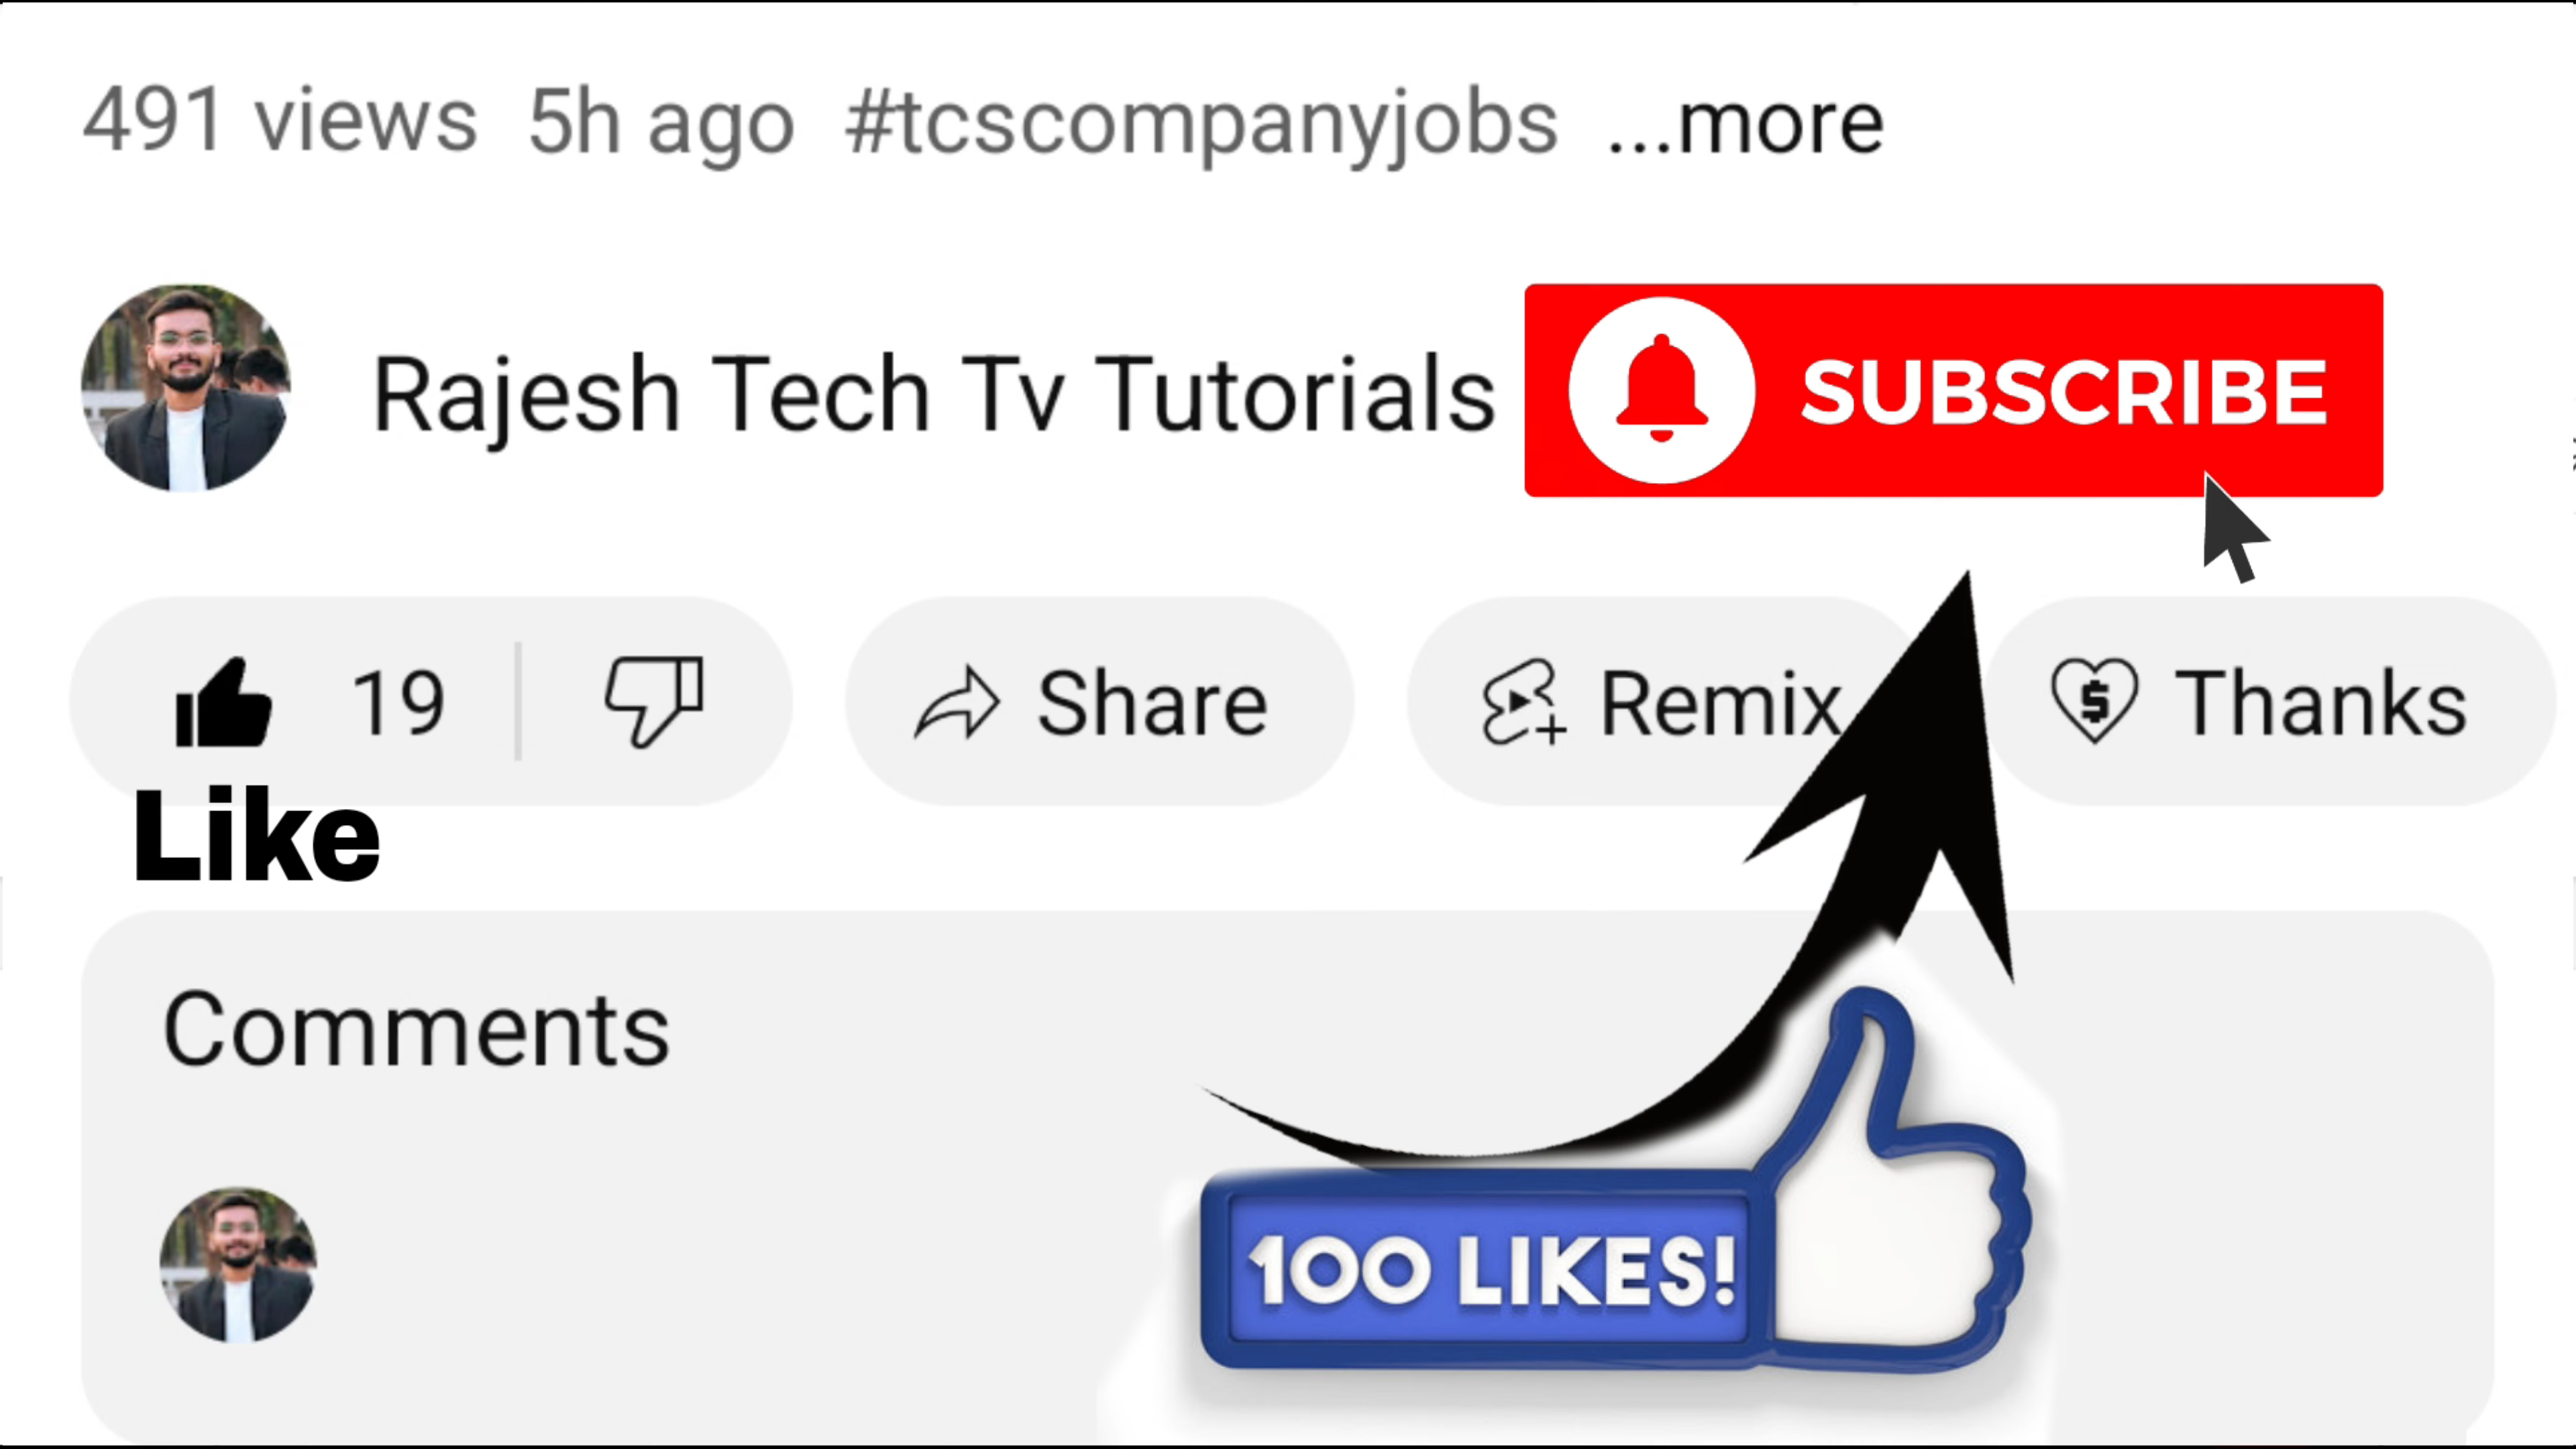 491 views 5h ago #tcscompanyjobs ...more
Rajesh Tech Tv Tutorials SUBSCRIBE
19 Share Remix Thanks
Like
Comments
100 LIKES!